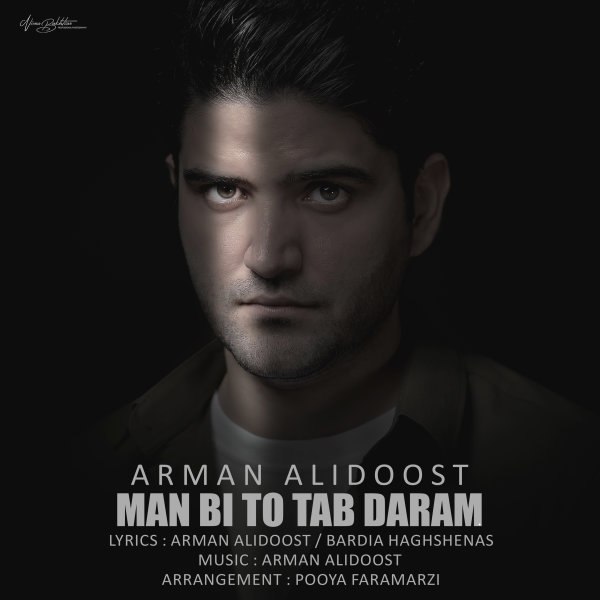 ARMAN ALIDOOST
MAN BI TO TAB DARAM
LYRICS : ARMAN ALIDOOST / BARDIA HAGHSHENAS
MUSIC : ARMAN ALIDOOST
ARRANGEMENT : POOYA FARAMARZI